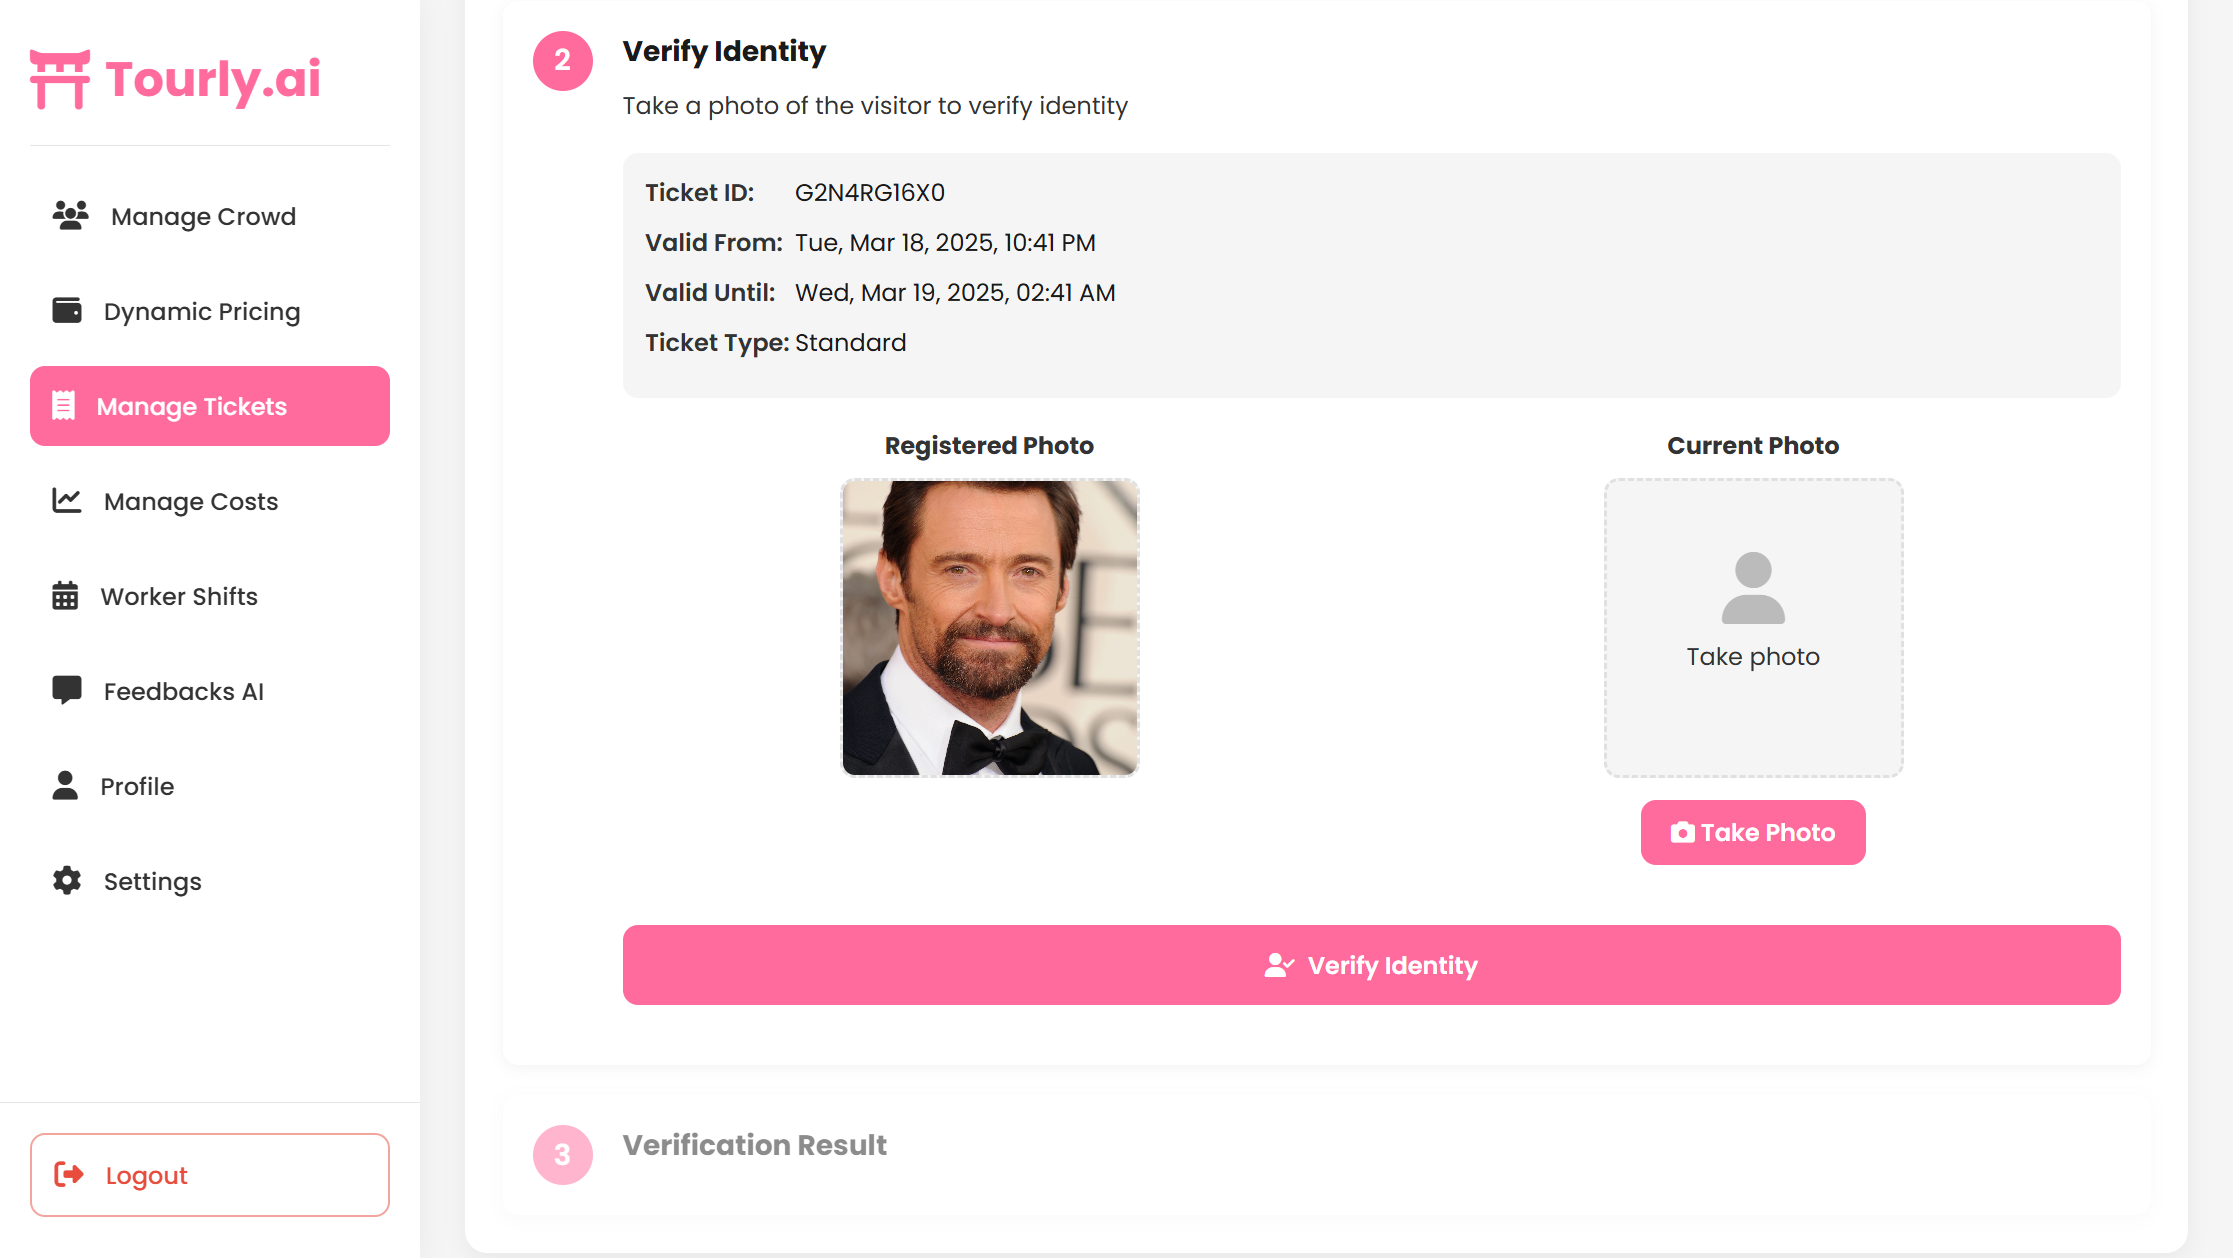 Tourly.ai
Manage Crowd
Dynamic Pricing
Manage Tickets
Manage Costs
Worker Shifts
Feedbacks AI
Profile
Settings
Logout
2
Verify Identity
Take a photo of the visitor to verify identity
Ticket ID: G2N4RG16X0
Valid From: Tue, Mar 18, 2025, 10:41 PM
Valid Until: Wed, Mar 19, 2025, 02:41 AM
Ticket Type: Standard
Registered Photo
Current Photo
Take photo
Take Photo
Verify Identity
3
Verification Result